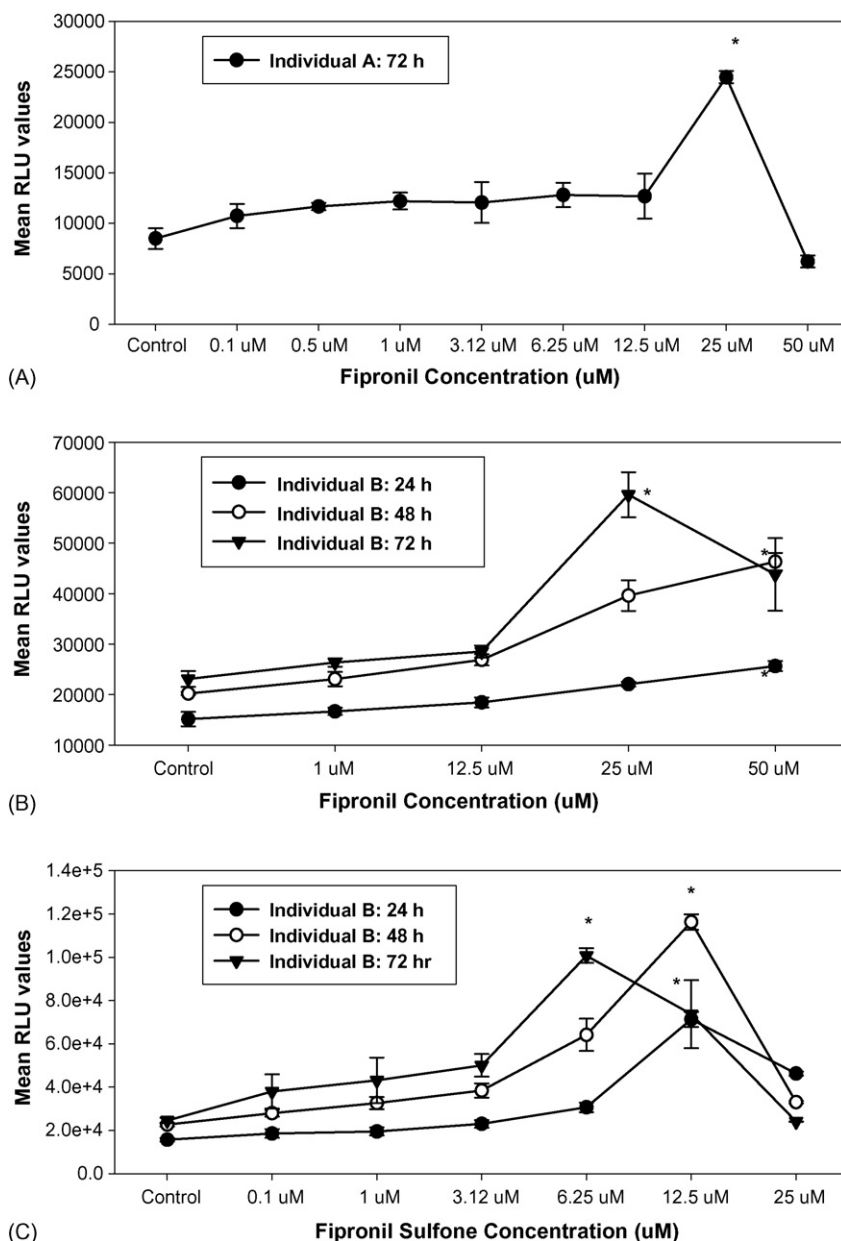 30000
25000
20000
15000
10000
5000
0
Mean RLU values
Individual A: 72 h
*
Control 0.1 uM 0.5 uM 1 uM 3.12 uM 6.25 uM 12.5 uM 25 uM 50 uM
(A)
Fipronil Concentration (uM)
70000
60000
50000
40000
30000
20000
10000
Mean RLU values
Individual B: 24 h
Individual B: 48 h
Individual B: 72 h
*
*
*
Control 1 uM 12.5 uM 25 uM 50 uM
(B)
Fipronil Concentration (uM)
1.4e+5
1.2e+5
1.0e+5
8.0e+4
6.0e+4
4.0e+4
2.0e+4
0.0
Mean RLU values
Individual B: 24 h
Individual B: 48 h
Individual B: 72 hr
*
*
*
Control 0.1 uM 1 uM 3.12 uM 6.25 uM 12.5 uM 25 uM
(C)
Fipronil Sulfone Concentration (uM)